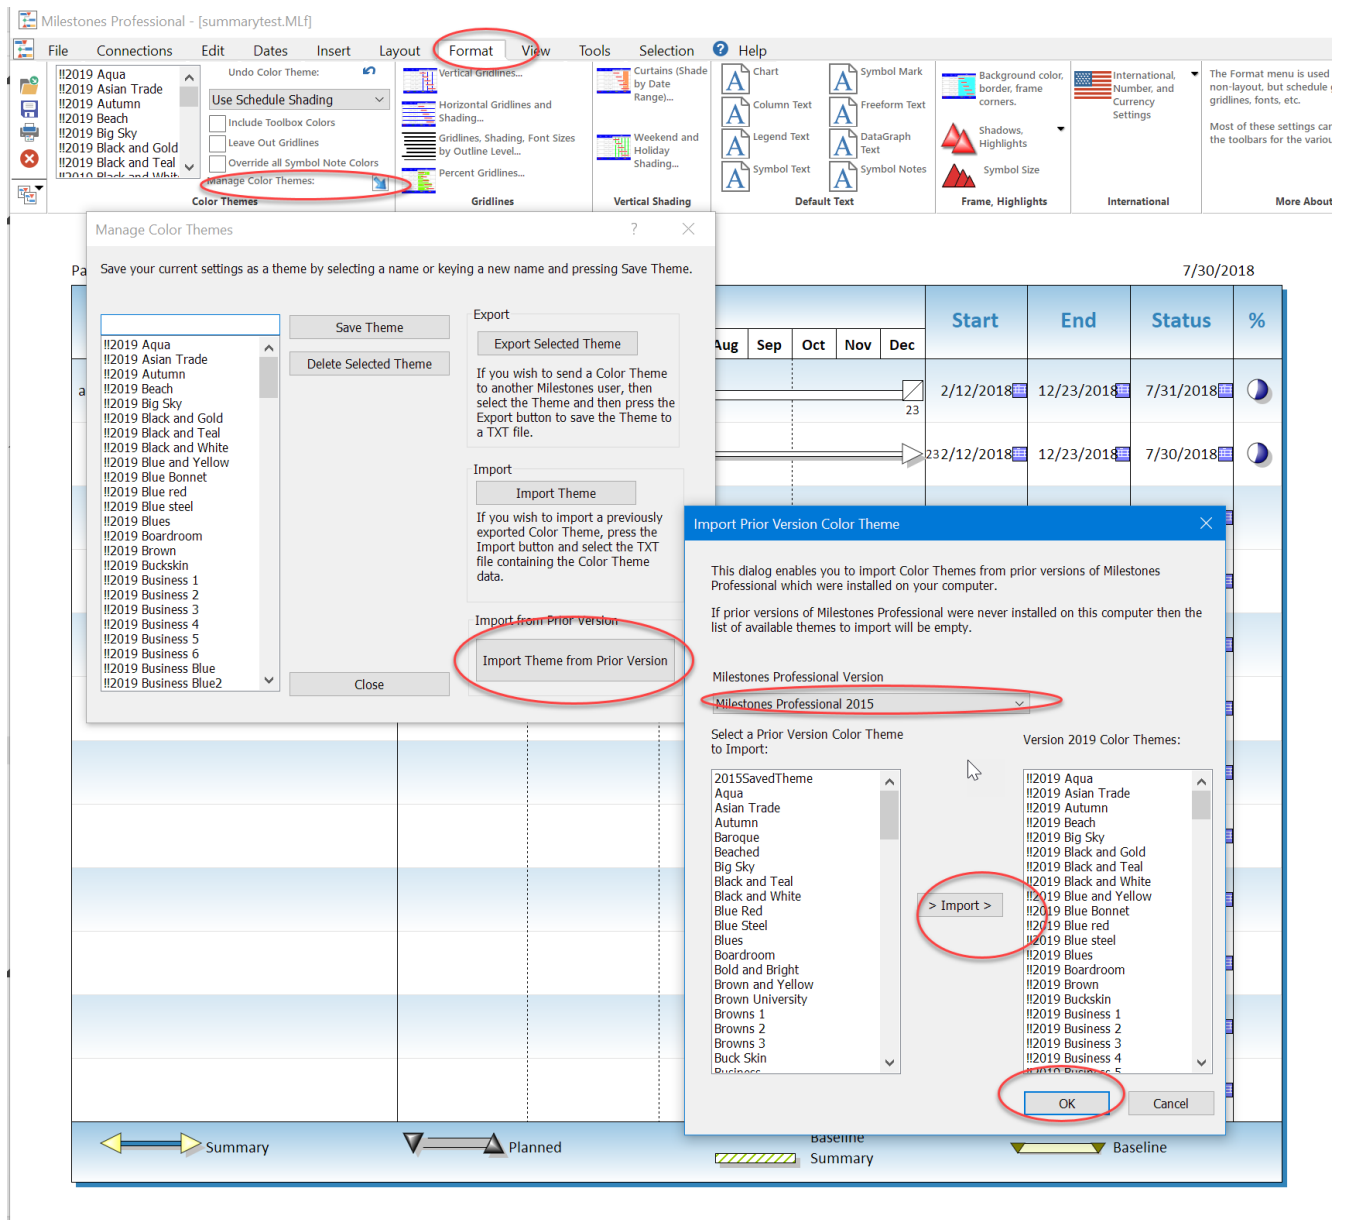 Milestones Professional - [summarytest.MLf]
File Connections Edit Dates Insert Layout Format View Tools Selection ? Help
!!2019 Aqua
!!2019 Asian Trade
!!2019 Autumn
!!2019 Beach
!!2019 Big Sky
!!2019 Black and Gold
!!2019 Black and Teal
!!2019 Black and White
Undo Color Theme:
Use Schedule Shading
Include Toolbox Colors
Leave Out Gridlines
Override all Symbol Note Colors
Manage Color Themes:
Color Themes
Vertical Gridlines...
Horizontal Gridlines and
Shading...
Gridlines, Shading, Font Sizes
by Outline Level...
Percent Gridlines...
Gridlines
Curtains (Shade
by Date
Range)...
Weekend and
Holiday
Shading...
Vertical Shading
A Chart
A Column Text
A Legend Text
A Symbol Text
A Symbol Mark
A Freeform Text
A DataGraph
Text
A Symbol Notes
Default Text
Background color,
border, frame
corners.
Shadows,
Highlights
Symbol Size
Frame, Highlights
International,
Number, and
Currency
Settings
International
The Format menu is used
non-layout, but schedule
gridlines, fonts, etc.
Most of these settings can
the toolbars for the variou
More About
Manage Color Themes ?
Save your current settings as a theme by selecting a name or keying a new name and pressing Save Theme.
!!2019 Aqua
!!2019 Asian Trade
!!2019 Autumn
!!2019 Beach
!!2019 Big Sky
!!2019 Black and Gold
!!2019 Black and Teal
!!2019 Black and White
!!2019 Blue and Yellow
!!2019 Blue Bonnet
!!2019 Blue red
!!2019 Blue steel
!!2019 Blues
!!2019 Boardroom
!!2019 Brown
!!2019 Buckskin
!!2019 Business 1
!!2019 Business 2
!!2019 Business 3
!!2019 Business 4
!!2019 Business 5
!!2019 Business 6
!!2019 Business Blue
!!2019 Business Blue2
Save Theme
Delete Selected Theme
Close
Export
Export Selected Theme
If you wish to send a Color Theme
to another Milestones user, then
select the Theme and then press the
Export button to save the Theme to
a TXT file.
Import
Import Theme
If you wish to import a previously
exported Color Theme, press the
Import button and select the TXT
file containing the Color Theme
data.
Import from Prior Version
Import Theme from Prior Version
Pa
7/30/2018
Aug Sep Oct Nov Dec
Start End Status %
a
23
2/12/2018 12/23/2018 7/31/2018
23
2/12/2018 12/23/2018 7/30/2018
Import Prior Version Color Theme
This dialog enables you to import Color Themes from prior versions of Milestones
Professional which were installed on your computer.
If prior versions of Milestones Professional were never installed on this computer then the
list of available themes to import will be empty.
Milestones Professional Version
Milestones Professional 2015
Select a Prior Version Color Theme
to Import:
2015SavedTheme
Aqua
Asian Trade
Autumn
Baroque
Beached
Big Sky
Black and Teal
Black and White
Blue Red
Blue Steel
Blues
Boardroom
Bold and Bright
Brown and Yellow
Brown University
Browns 1
Browns 2
Browns 3
Buck Skin
Business
> Import >
Version 2019 Color Themes:
!!2019 Aqua
!!2019 Asian Trade
!!2019 Autumn
!!2019 Beach
!!2019 Big Sky
!!2019 Black and Gold
!!2019 Black and Teal
!!2019 Black and White
!!2019 Blue and Yellow
!!2019 Blue Bonnet
!!2019 Blue red
!!2019 Blue steel
!!2019 Blues
!!2019 Boardroom
!!2019 Brown
!!2019 Buckskin
!!2019 Business 1
!!2019 Business 2
!!2019 Business 3
!!2019 Business 4
!!2019 Business 5
OK
Cancel
Summary
Planned
Baseline
Summary
Baseline